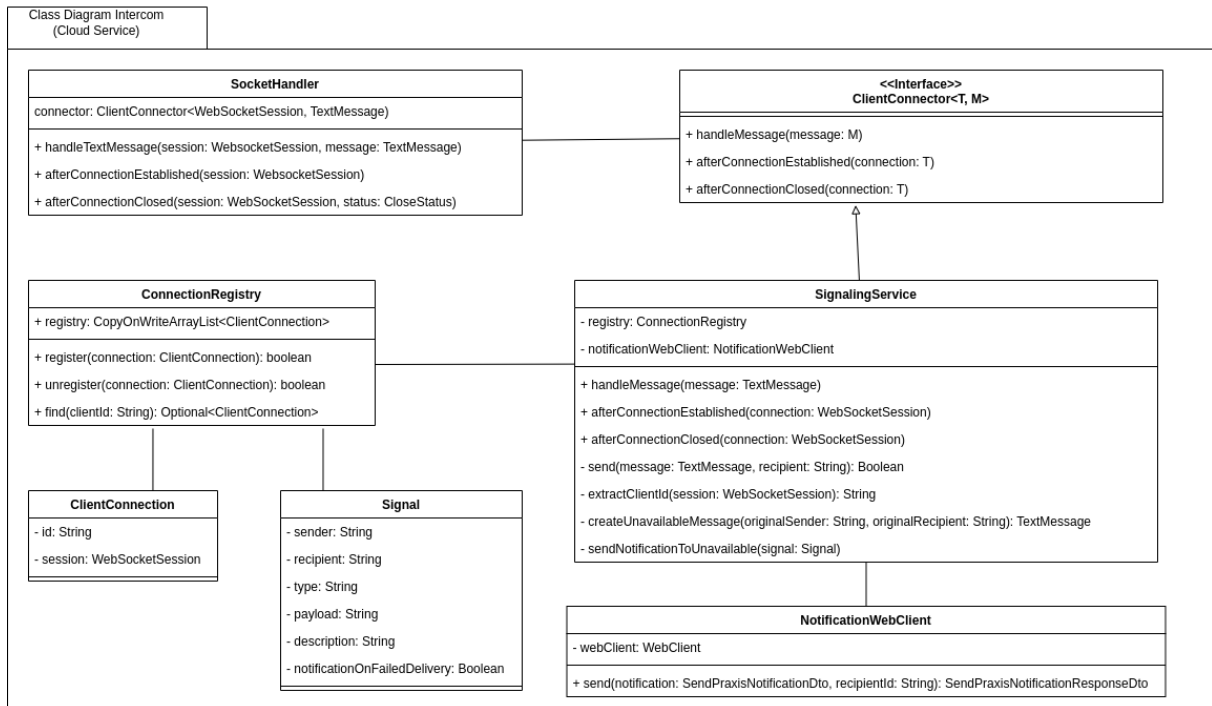 Class Diagram Intercom
(Cloud Service)
SocketHandler
connector: ClientConnector<WebSocketSession, TextMessage>
+ handleTextMessage(session: WebsocketSession, message: TextMessage)
+ afterConnectionEstablished(session: WebsocketSession)
+ afterConnectionClosed(session: WebSocketSession, status: CloseStatus)
<<Interface>>
ClientConnector<T, M>
+ handleMessage(message: M)
+ afterConnectionEstablished(connection: T)
+ afterConnectionClosed(connection: T)
ConnectionRegistry
+ registry: CopyOnWriteArrayList<ClientConnection>
+ register(connection: ClientConnection): boolean
+ unregister(connection: ClientConnection): boolean
+ find(clientId: String): Optional<ClientConnection>
SignalingService
- registry: ConnectionRegistry
- notificationWebClient: NotificationWebClient
+ handleMessage(message: TextMessage)
+ afterConnectionEstablished(connection: WebSocketSession)
+ afterConnectionClosed(connection: WebSocketSession)
- send(message: TextMessage, recipient: String): Boolean
- extractClientId(session: WebSocketSession): String
- createUnavailableMessage(originalSender: String, originalRecipient: String): TextMessage
- sendNotificationToUnavailable(signal: Signal)
ClientConnection
- id: String
- session: WebSocketSession
Signal
- sender: String
- recipient: String
- type: String
- payload: String
- description: String
- notificationOnFailedDelivery: Boolean
NotificationWebClient
- webClient: WebClient
+ send(notification: SendPraxisNotificationDto, recipientId: String): SendPraxisNotificationResponseDto